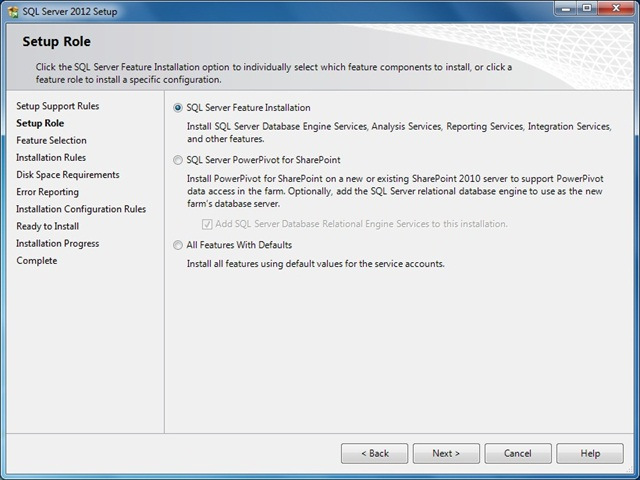 SQL Server 2012 Setup
Setup Role
Click the SQL Server Feature Installation option to individually select which feature components to install, or click a
feature role to install a specific configuration.
Setup Support Rules
Setup Role
Feature Selection
Installation Rules
Disk Space Requirements
Error Reporting
Installation Configuration Rules
Ready to Install
Installation Progress
Complete
SQL Server Feature Installation
Install SQL Server Database Engine Services, Analysis Services, Reporting Services, Integration Services,
and other features.
SQL Server PowerPivot for SharePoint
Install PowerPivot for SharePoint on a new or existing SharePoint 2010 server to support PowerPivot
data access in the farm. Optionally, add the SQL Server relational database engine to use as the new
farm's database server.
Add SQL Server Database Relational Engine Services to this installation.
All Features With Defaults
Install all features using default values for the service accounts.
< Back
Next >
Cancel
Help